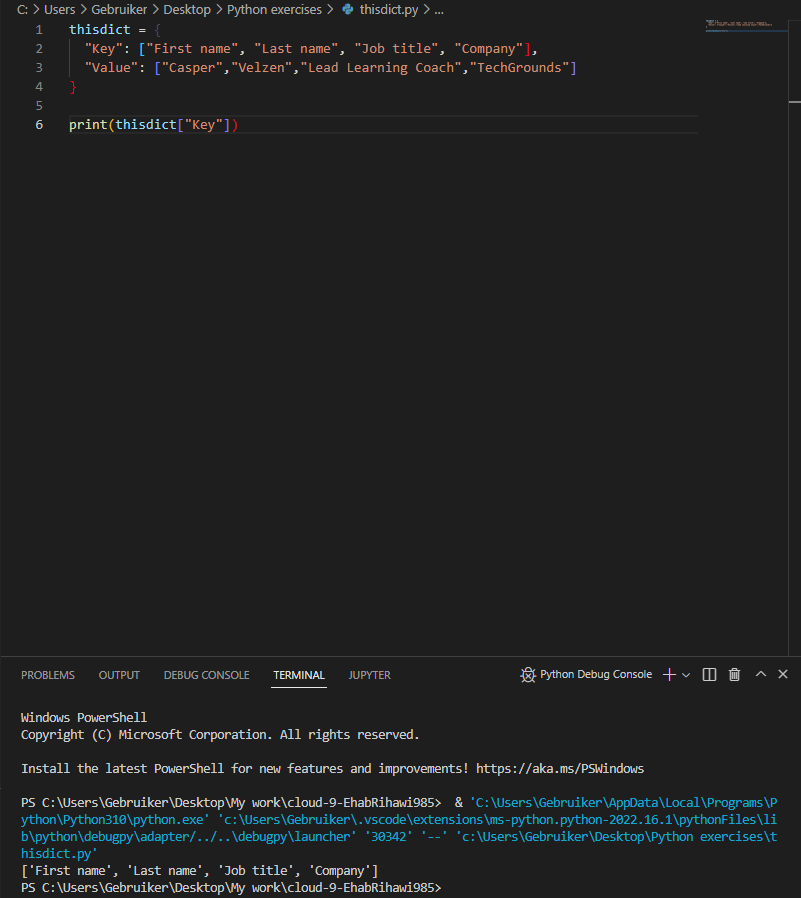 C: > Users > Gebruiker > Desktop > Python exercises > thisdict.py > ...
1 thisdict = {
2 "Key": ["First name", "Last name", "Job title", "Company"],
3 "Value": ["Casper","Velzen","Lead Learning Coach","TechGrounds"]
4 }
5
6 print(thisdict["Key"])
PROBLEMS OUTPUT DEBUG CONSOLE TERMINAL JUPYTER Python Debug Console
Windows PowerShell
Copyright (C) Microsoft Corporation. All rights reserved.
Install the latest PowerShell for new features and improvements! https://aka.ms/PSWindows
PS C:\Users\Gebruiker\Desktop\My work\cloud-9-EhabRihawi985> & 'C:\Users\Gebruiker\AppData\Local\Programs\P
ython\Python310\python.exe' 'c:\Users\Gebruiker\.vscode\extensions\ms-python.python-2022.16.1\pythonFiles\li
b\python\debugpy\adapter/../..\debugpy\launcher' '30342' '--' 'c:\Users\Gebruiker\Desktop\Python exercises\t
hisdict.py'
['First name', 'Last name', 'Job title', 'Company']
PS C:\Users\Gebruiker\Desktop\My work\cloud-9-EhabRihawi985>